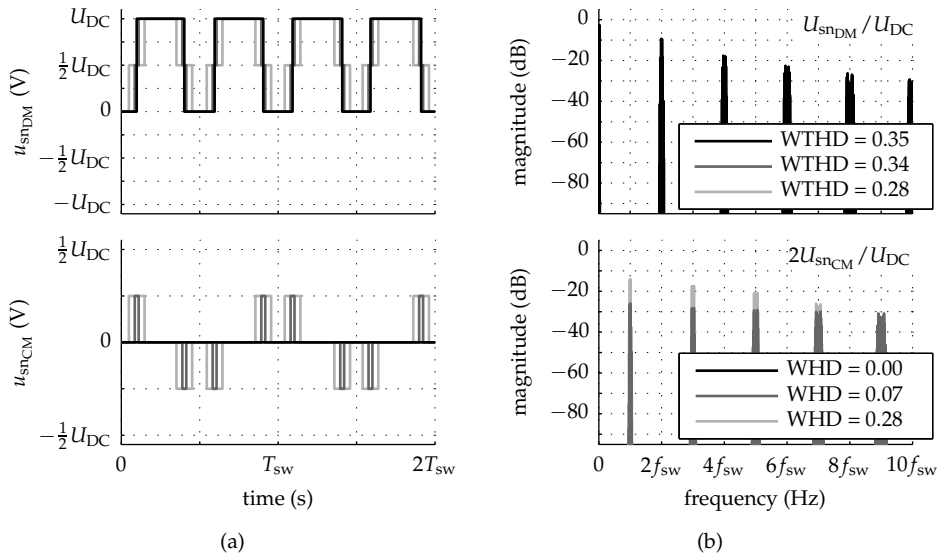 U_DC
½U_DC
0
−½U_DC
−U_DC
u_snDM (V)
½U_DC
0
−½U_DC
u_snCM (V)
0 T_sw 2T_sw
time (s)
(a)
0
−20
−40
−60
−80
magnitude (dB)
U_snDM/U_DC
WTHD = 0.35
WTHD = 0.34
WTHD = 0.28
0
−20
−40
−60
−80
magnitude (dB)
2U_snCM/U_DC
WHD = 0.00
WHD = 0.07
WHD = 0.28
0 2f_sw 4f_sw 6f_sw 8f_sw 10f_sw
frequency (Hz)
(b)